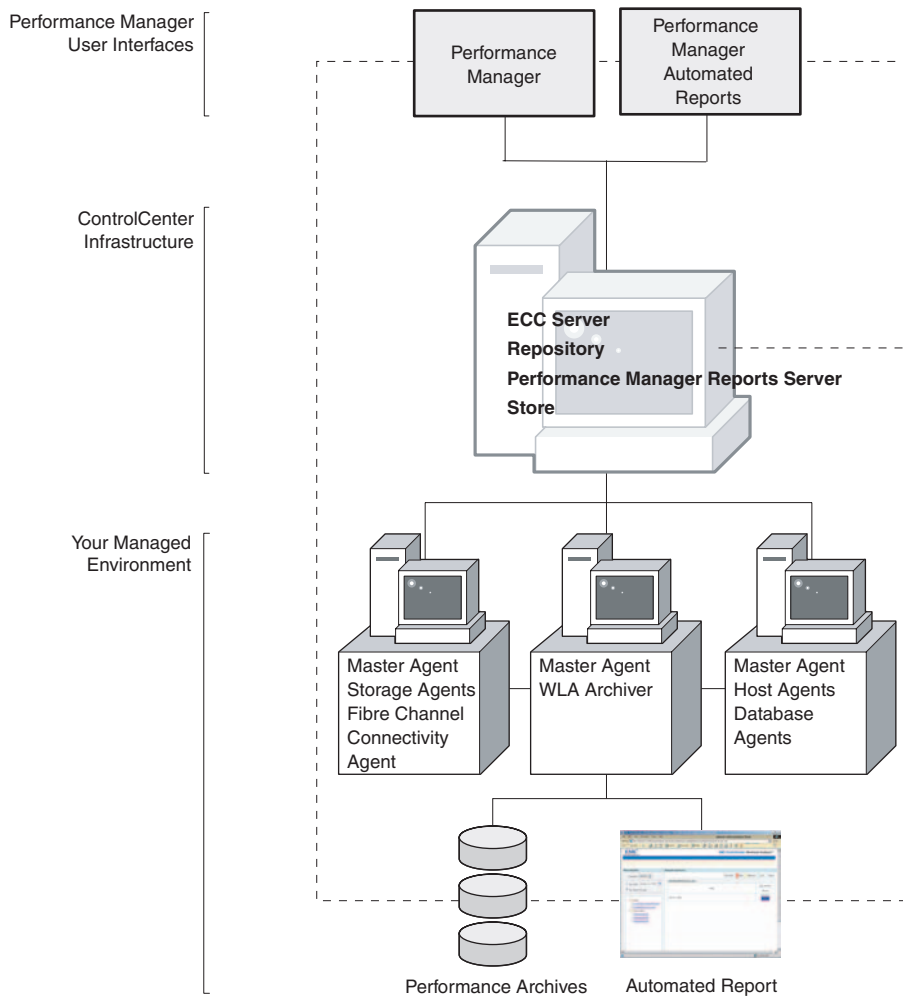 Performance Manager
User Interfaces
Performance
Manager
Performance
Manager
Automated
Reports
ControlCenter
Infrastructure
ECC Server
Repository
Performance Manager Reports Server
Store
Your Managed
Environment
Master Agent
Storage Agents
Fibre Channel
Connectivity
Agent
Master Agent
WLA Archiver
Master Agent
Host Agents
Database
Agents
Performance Archives
Automated Report